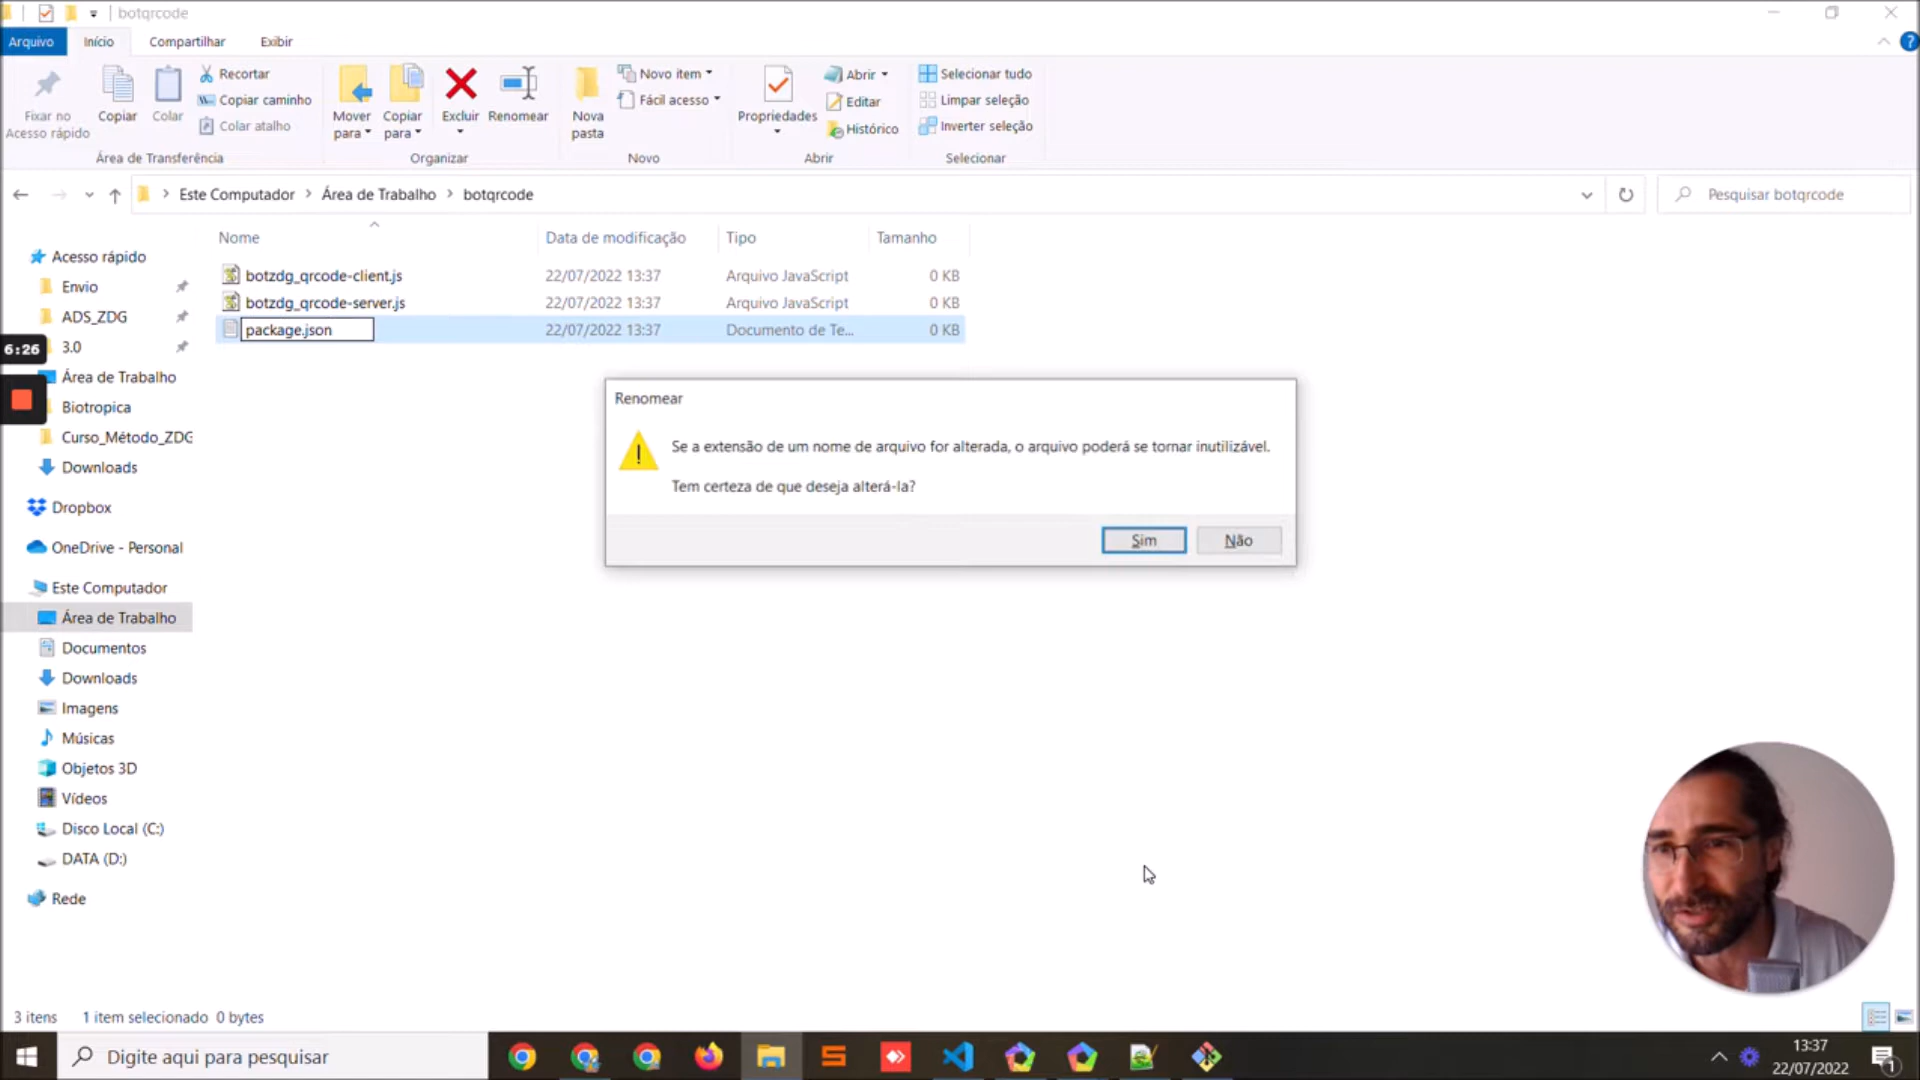 botqrcode
Arquivo
Início
Compartilhar
Exibir
?
Fixar no
Acesso rápido
Copiar
Colar
Recortar
Copiar caminho
Colar atalho
Área de Transferência
Mover
para
Copiar
para
Excluir
Renomear
Organizar
Nova
pasta
Novo item
Fácil acesso
Novo
Propriedades
Abrir
Editar
Histórico
Abrir
Selecionar tudo
Limpar seleção
Inverter seleção
Selecionar
Este Computador > Área de Trabalho > botqrcode
Pesquisar botqrcode
Nome Data de modificação Tipo Tamanho
botzdg_qrcode-client.js 22/07/2022 13:37 Arquivo JavaScript 0 KB
botzdg_qrcode-server.js 22/07/2022 13:37 Arquivo JavaScript 0 KB
package.json 22/07/2022 13:37 Documento de Te... 0 KB
Acesso rápido
Envio
ADS_ZDG
3.0
6:26
Área de Trabalho
Biotropica
Curso_Método_ZDG
Downloads
Dropbox
OneDrive - Personal
Este Computador
Área de Trabalho
Documentos
Downloads
Imagens
Músicas
Objetos 3D
Vídeos
Disco Local (C:)
DATA (D:)
Rede
Renomear
Se a extensão de um nome de arquivo for alterada, o arquivo poderá se tornar inutilizável.
Tem certeza de que deseja alterá-la?
Sim
Não
3 itens 1 item selecionado 0 bytes
Digite aqui para pesquisar
13:37
22/07/2022
1